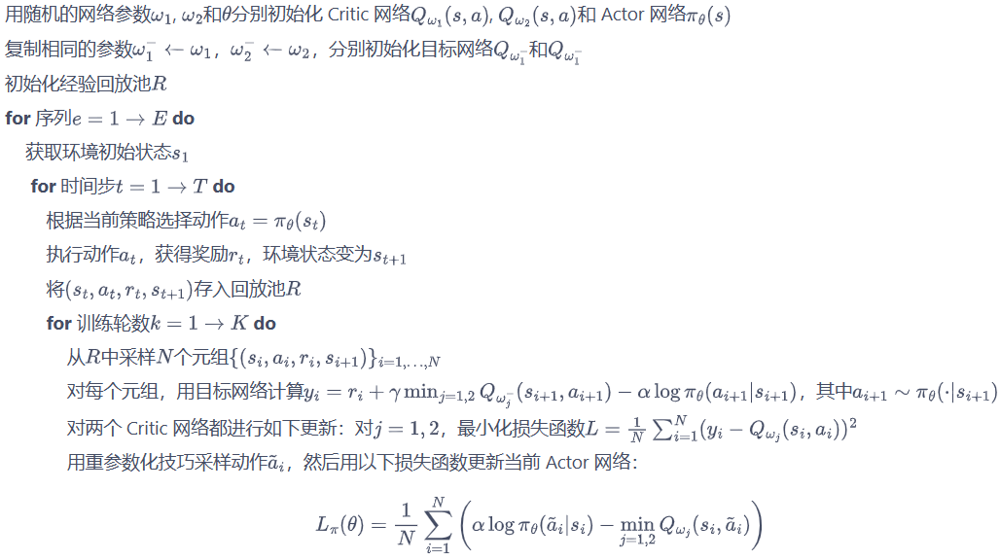 用随机的网络参数$\omega_1$, $\omega_2$和$\theta$分别初始化 Critic 网络$Q_{\omega_1}(s,a)$, $Q_{\omega_2}(s,a)$和 Actor 网络$\pi_\theta(s)$
复制相同的参数$\omega_1^- \leftarrow \omega_1$，$\omega_2^- \leftarrow \omega_2$，分别初始化目标网络$Q_{\omega_1^-}$和$Q_{\omega_1^-}$
初始化经验回放池$R$
for 序列$e = 1 \rightarrow E$ do
获取环境初始状态$s_1$
for 时间步$t = 1 \rightarrow T$ do
根据当前策略选择动作$a_t = \pi_\theta(s_t)$
执行动作$a_t$，获得奖励$r_t$，环境状态变为$s_{t+1}$
将$(s_t, a_t, r_t, s_{t+1})$存入回放池$R$
for 训练轮数$k = 1 \rightarrow K$ do
从$R$中采样$N$个元组$\{(s_i, a_i, r_i, s_{i+1})\}_{i=1,\ldots,N}$
对每个元组，用目标网络计算$y_i = r_i + \gamma \min_{j=1,2} Q_{\omega_j^-}(s_{i+1}, a_{i+1}) - \alpha \log \pi_\theta(a_{i+1}|s_{i+1})$，其中$a_{i+1} \sim \pi_\theta(\cdot|s_{i+1})$
对两个 Critic 网络都进行如下更新：对$j = 1, 2$，最小化损失函数$L = \frac{1}{N} \sum_{i=1}^{N} (y_i - Q_{\omega_j}(s_i, a_i))^2$
用重参数化技巧采样动作$\tilde{a}_i$，然后用以下损失函数更新当前 Actor 网络：
$L_\pi(\theta) = \frac{1}{N} \sum_{i=1}^{N} \left( \alpha \log \pi_\theta(\tilde{a}_i|s_i) - \min_{j=1,2} Q_{\omega_j}(s_i, \tilde{a}_i) \right)$